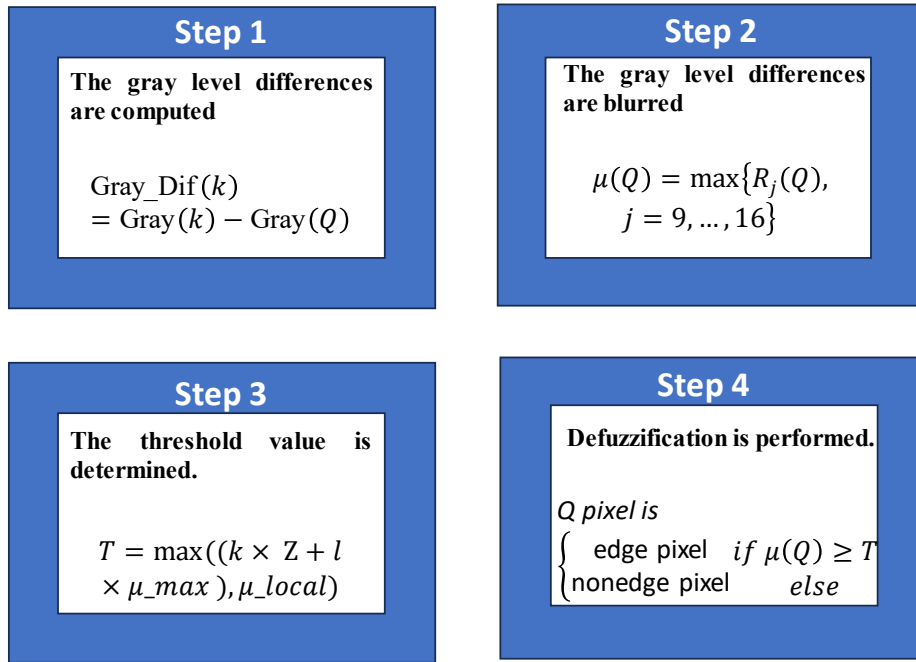 Step 1
The gray level differences
are computed
Gray_Dif(k)
= Gray(k) − Gray(Q)
Step 2
The gray level differences
are blurred
μ(Q) = max{R_j(Q),
j = 9, … , 16}
Step 3
The threshold value is
determined.
T = max((k × Z + l
× μ_max ), μ_local)
Step 4
Defuzzification is performed.
Q pixel is
{ edge pixel if μ(Q) ≥ T
nonedge pixel else